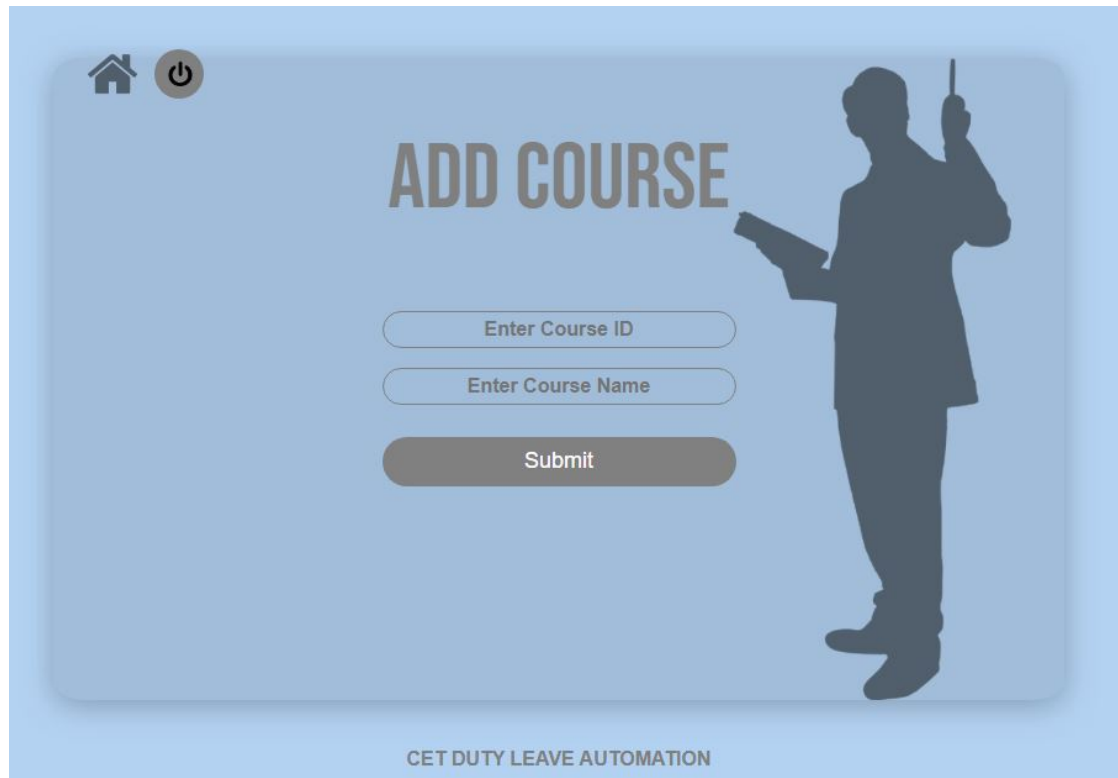 ADD COURSE
Enter Course ID
Enter Course Name
Submit
CET DUTY LEAVE AUTOMATION